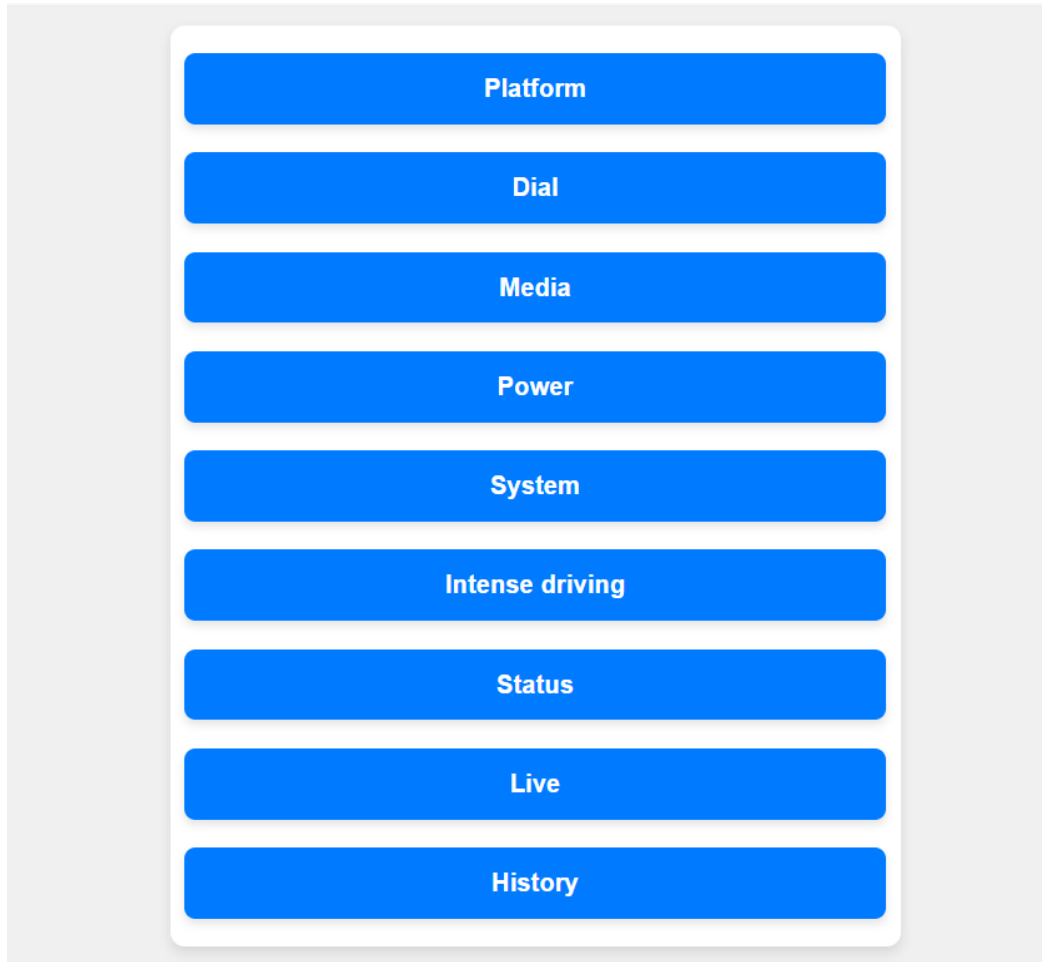 Platform
Dial
Media
Power
System
Intense driving
Status
Live
History